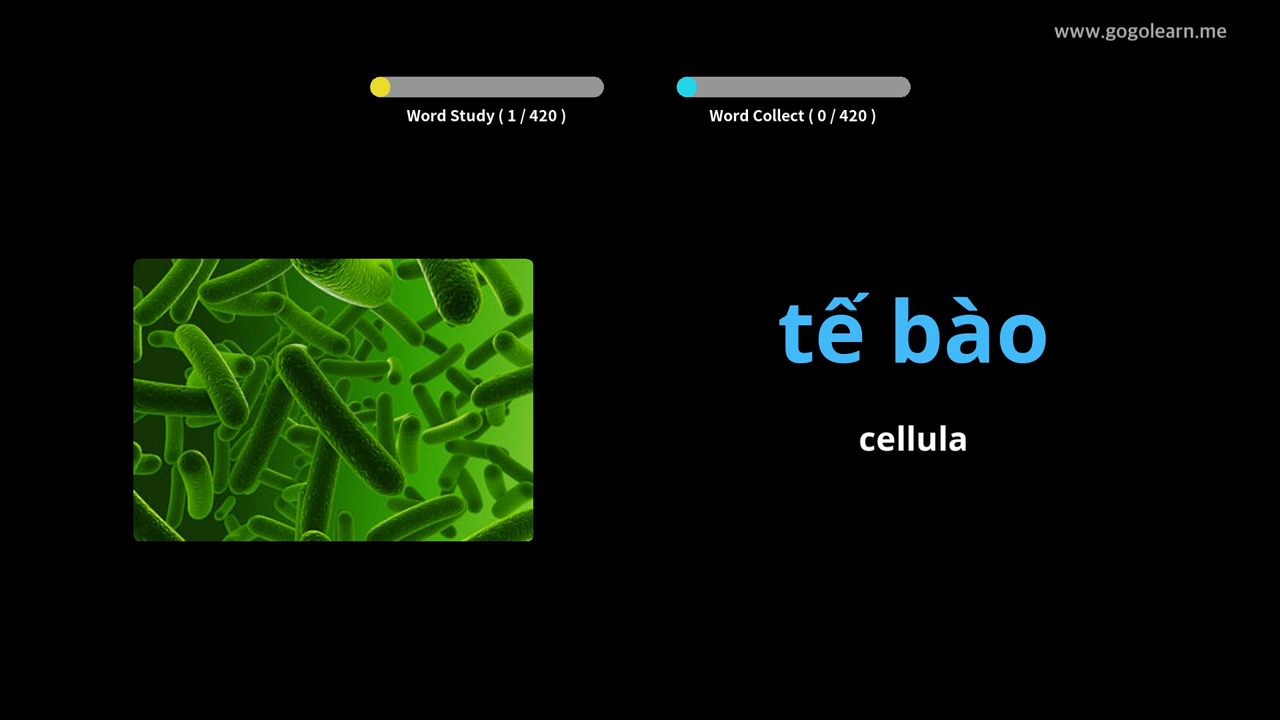 www.gogolearn.me
Word Study ( 1 / 420 )
Word Collect ( 0 / 420 )
tế bào
cellula